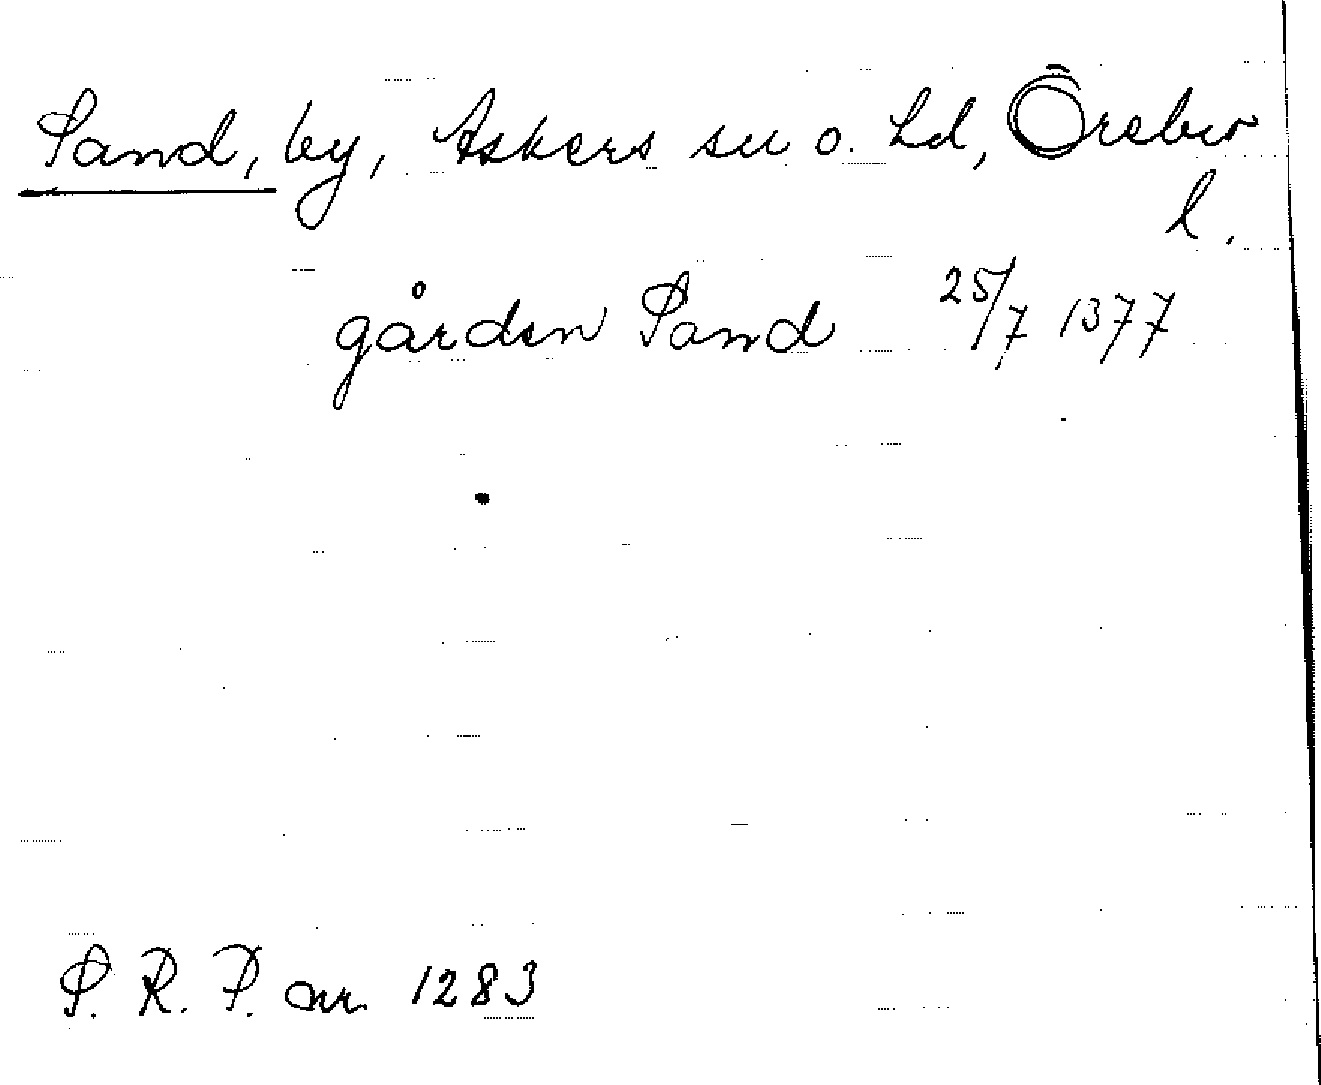 Sand, by, Askers sn o. hd, Örebro
l.
gården Sand 25/7 1377
S. R. P. nr. 1283